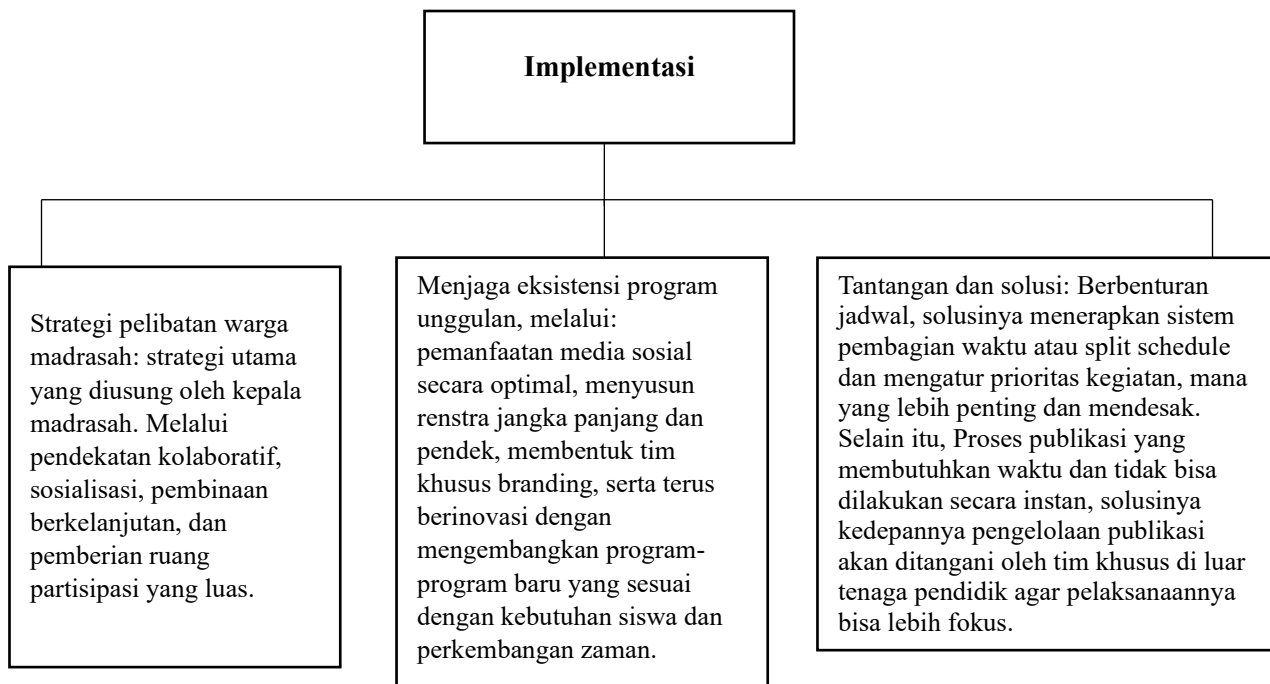 Implementasi
Strategi pelibatan warga
madrasah: strategi utama
yang diusung oleh kepala
madrasah. Melalui
pendekatan kolaboratif,
sosialisasi, pembinaan
berkelanjutan, dan
pemberian ruang
partisipasi yang luas.
Menjaga eksistensi program
unggulan, melalui:
pemanfaatan media sosial
secara optimal, menyusun
renstra jangka panjang dan
pendek, membentuk tim
khusus branding, serta terus
berinovasi dengan
mengembangkan program-
program baru yang sesuai
dengan kebutuhan siswa dan
perkembangan zaman.
Tantangan dan solusi: Berbenturan
jadwal, solusinya menerapkan sistem
pembagian waktu atau split schedule
dan mengatur prioritas kegiatan, mana
yang lebih penting dan mendesak.
Selain itu, Proses publikasi yang
membutuhkan waktu dan tidak bisa
dilakukan secara instan, solusinya
kedepannya pengelolaan publikasi
akan ditangani oleh tim khusus di luar
tenaga pendidik agar pelaksanaannya
bisa lebih fokus.